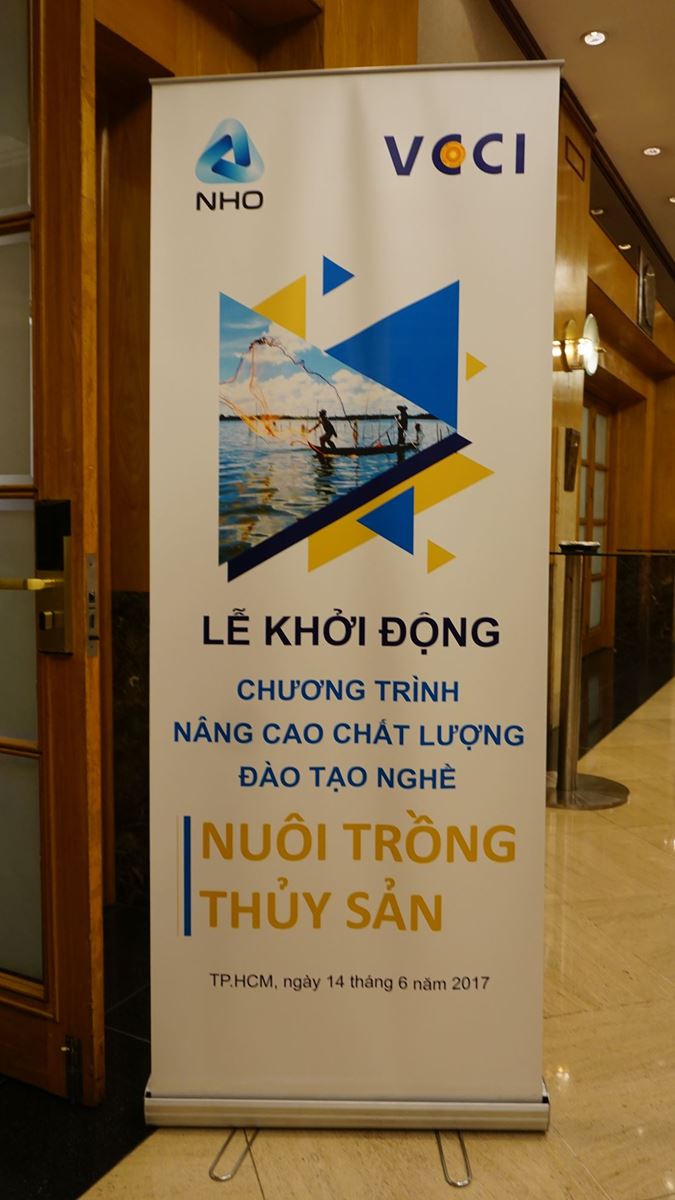 NHO
VCCI
LỄ KHỞI ĐỘNG
CHƯƠNG TRÌNH
NÂNG CAO CHẤT LƯỢNG
ĐÀO TẠO NGHỀ
NUÔI TRỒNG
THỦY SẢN
TP.HCM, ngày 14 tháng 6 năm 2017